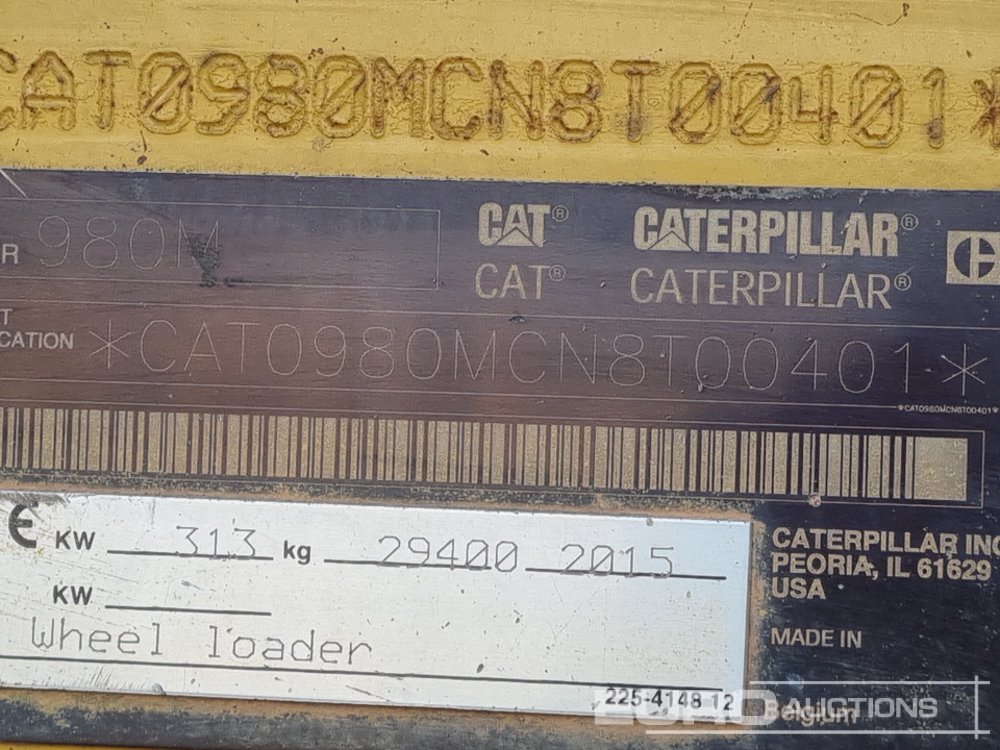 CAT0980MCN8T00401*
R 980M
CAT® CATERPILLAR®
CAT® CATERPILLAR®
T
CATION *CAT0980MCN8T00401*
*CAT0980MCN8T00401*
CE KW 313 kg 29400 2015
KW
Wheel loader
225-4148 12
CATERPILLAR INC
PEORIA, IL 61629
USA
MADE IN
Belgium
EURO AUCTIONS